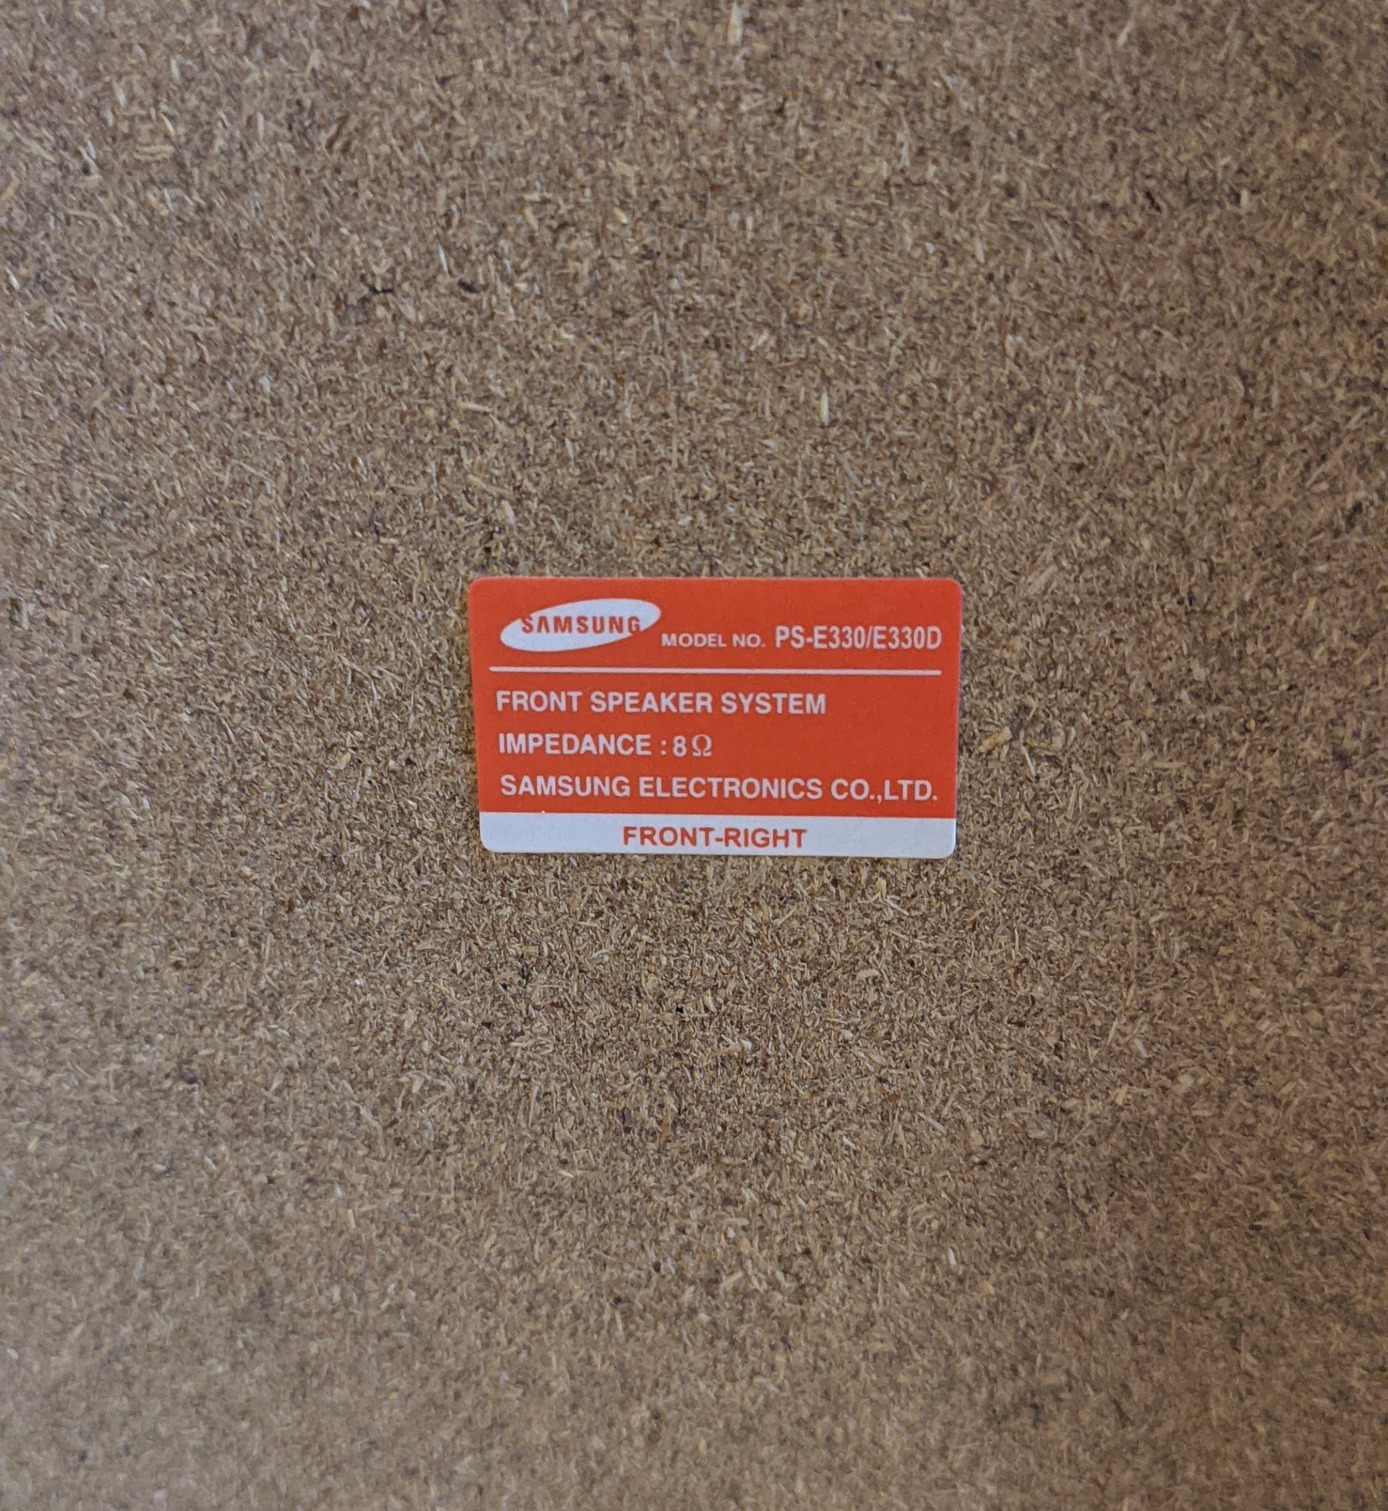 SAMSUNG MODEL NO. PS-E330/E330D
FRONT SPEAKER SYSTEM
IMPEDANCE : 8Ω
SAMSUNG ELECTRONICS CO.,LTD.
FRONT-RIGHT